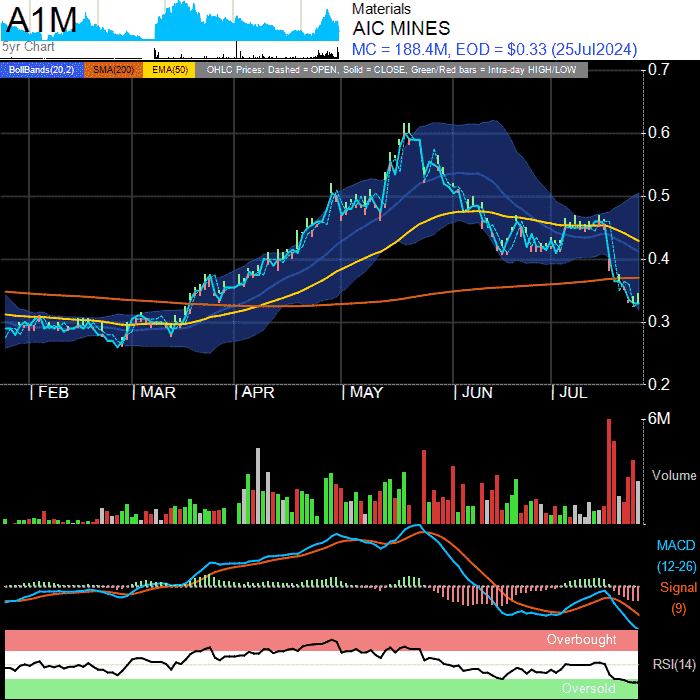 A1M
5yr Chart
Materials
AIC MINES
MC = 188.4M, EOD = $0.33 (25Jul2024)
BollBands(20,2) SMA(200) EMA(50) OHLC Prices: Dashed = OPEN, Solid = CLOSE, Green/Red bars = Intra-day HIGH/LOW
0.7
0.6
0.5
0.4
0.3
0.2
| FEB | MAR | APR | MAY | JUN | JUL
6M
Volume
MACD
(12-26)
Signal
(9)
Overbought
RSI(14)
Oversold